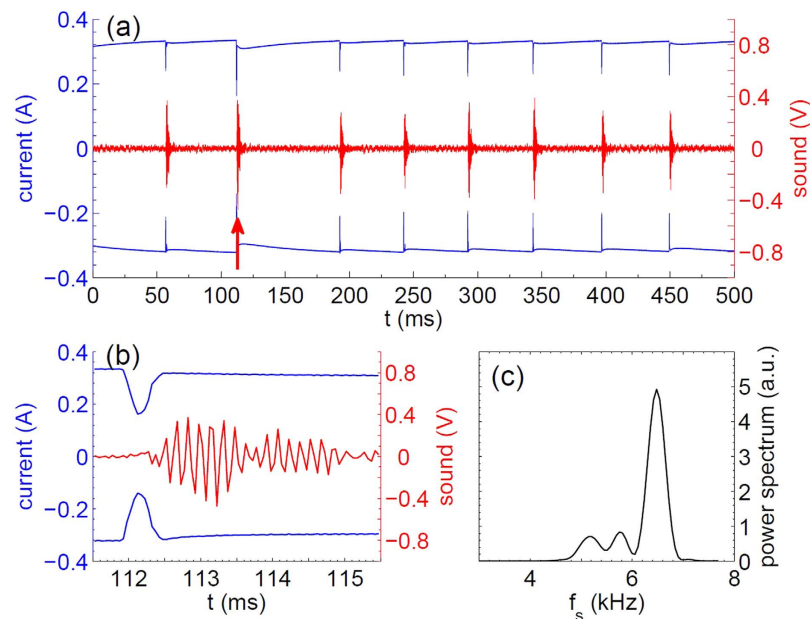 (a)
current (A)
0.4
0.2
0
−0.2
−0.4
0.8
0.4
0
−0.4
−0.8
sound (V)
0 50 100 150 200 250 300 350 400 450 500
t (ms)
(b)
current (A)
0.4
0.2
0
−0.2
−0.4
0.8
0.4
0
−0.4
−0.8
sound (V)
112 113 114 115
t (ms)
(c)
5
4
3
2
1
0
power spectrum (a.u.)
4 6 8
f_s (kHz)